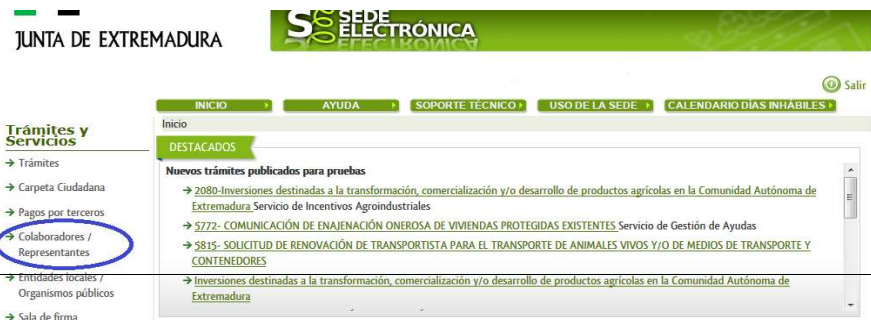 JUNTA DE EXTREMADURA
SEDE
ELECTRÓNICA
Salir
INICIO
AYUDA
SOPORTE TÉCNICO
USO DE LA SEDE
CALENDARIO DÍAS INHÁBILES
Trámites y
Servicios
Trámites
Carpeta Ciudadana
Pagos por terceros
Colaboradores /
Representantes
Entidades locales /
Organismos públicos
Sala de firma
Inicio
DESTACADOS
Nuevos trámites publicados para pruebas
2080-Inversiones destinadas a la transformación, comercialización y/o desarrollo de productos agrícolas en la Comunidad Autónoma de
Extremadura Servicio de Incentivos Agroindustriales
5772- COMUNICACIÓN DE ENAJENACIÓN ONEROSA DE VIVIENDAS PROTEGIDAS EXISTENTES Servicio de Gestión de Ayudas
5815- SOLICITUD DE RENOVACIÓN DE TRANSPORTISTA PARA EL TRANSPORTE DE ANIMALES VIVOS Y/O DE MEDIOS DE TRANSPORTE Y
CONTENEDORES
Inversiones destinadas a la transformación, comercialización y/o desarrollo de productos agrícolas en la Comunidad Autónoma de
Extremadura